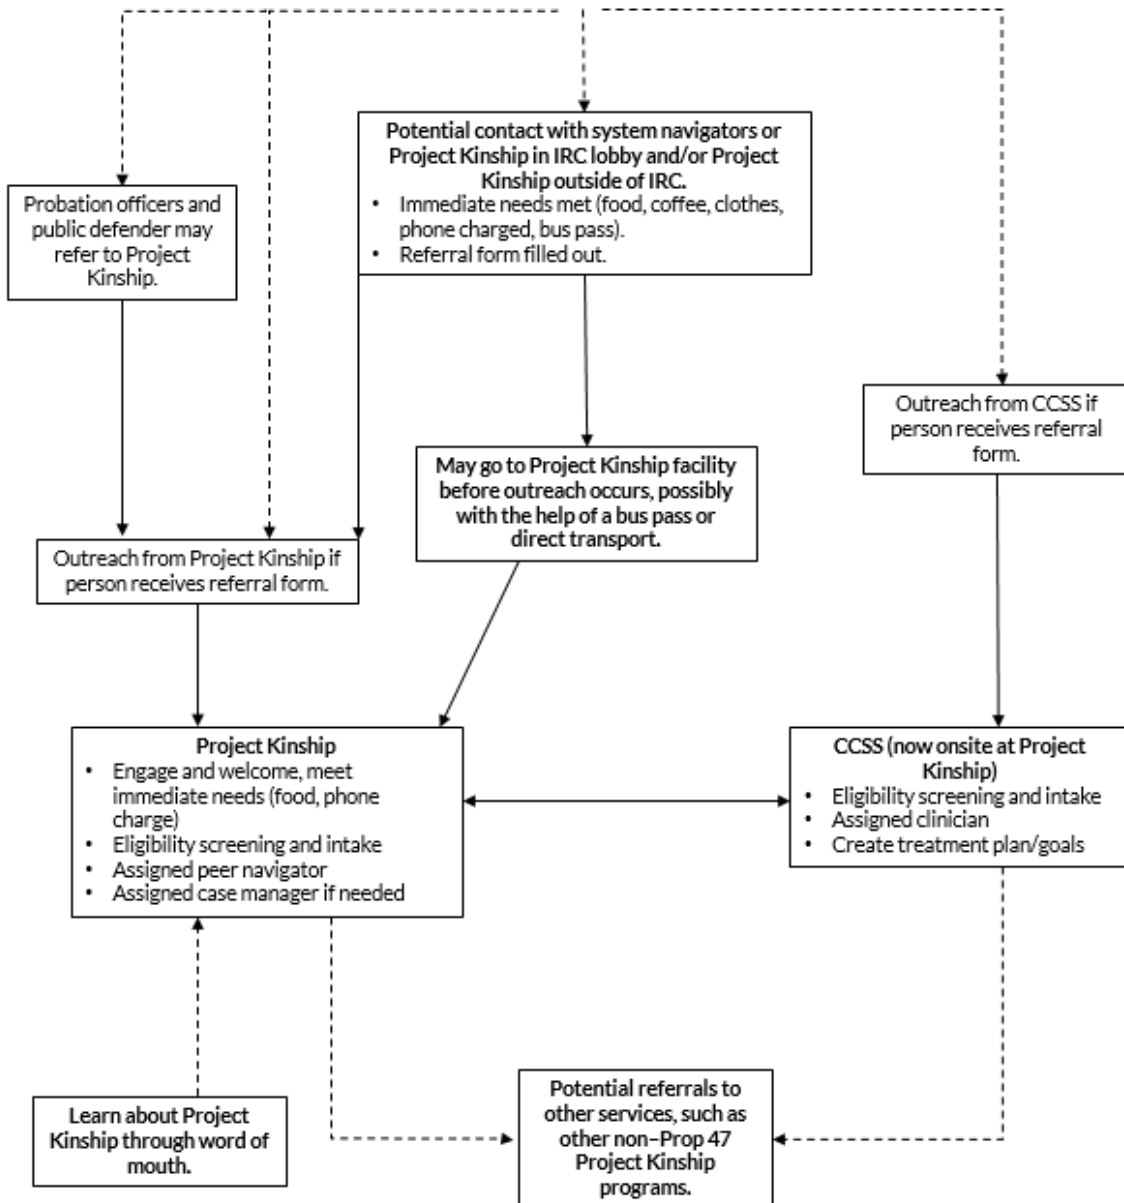 Potential contact with system navigators or
Project Kinship in IRC lobby and/or Project
Kinship outside of IRC.
• Immediate needs met (food, coffee, clothes,
phone charged, bus pass).
• Referral form filled out.
Probation officers and
public defender may
refer to Project
Kinship.
Outreach from CCSS if
person receives referral
form.
May go to Project Kinship facility
before outreach occurs, possibly
with the help of a bus pass or
direct transport.
Outreach from Project Kinship if
person receives referral form.
Project Kinship
• Engage and welcome, meet
immediate needs (food, phone
charge)
• Eligibility screening and intake
• Assigned peer navigator
• Assigned case manager if needed
CCSS (now onsite at Project
Kinship)
• Eligibility screening and intake
• Assigned clinician
• Create treatment plan/goals
Learn about Project
Kinship through word of
mouth.
Potential referrals to
other services, such as
other non–Prop 47
Project Kinship
programs.